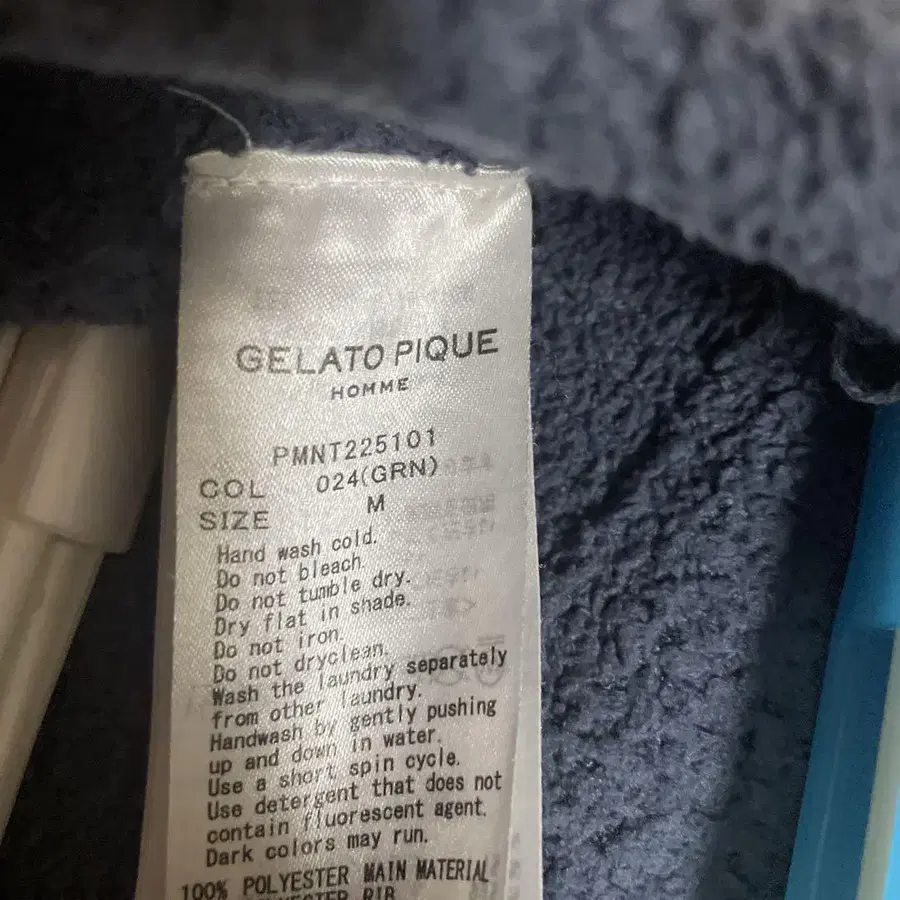 GELATO PIQUE
HOMME
PMNT225101
COL 024(GRN)
SIZE M
Hand wash cold.
Do not bleach.
Do not tumble dry.
Dry flat in shade.
Do not iron.
Do not dryclean.
Wash the laundry separately
from other laundry.
Handwash by gently pushing
up and down in water.
Use a short spin cycle.
Use detergent that does not
contain fluorescent agent.
Dark colors may run.
100% POLYESTER MAIN MATERIAL
POLYESTER RIB